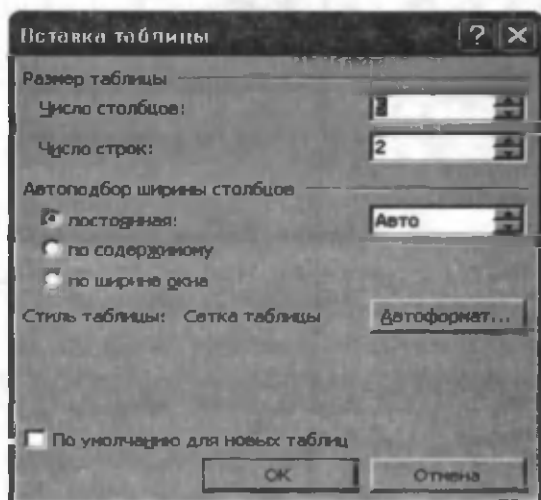 Вставка таблицы
Размер таблицы
Число столбцов:
Число строк: 2
Автоподбор ширины столбцов
постоянная: Авто
по содержимому
по ширине окна
Стиль таблицы: Сетка таблицы Автоформат...
По умолчанию для новых таблиц
ОК Отмена